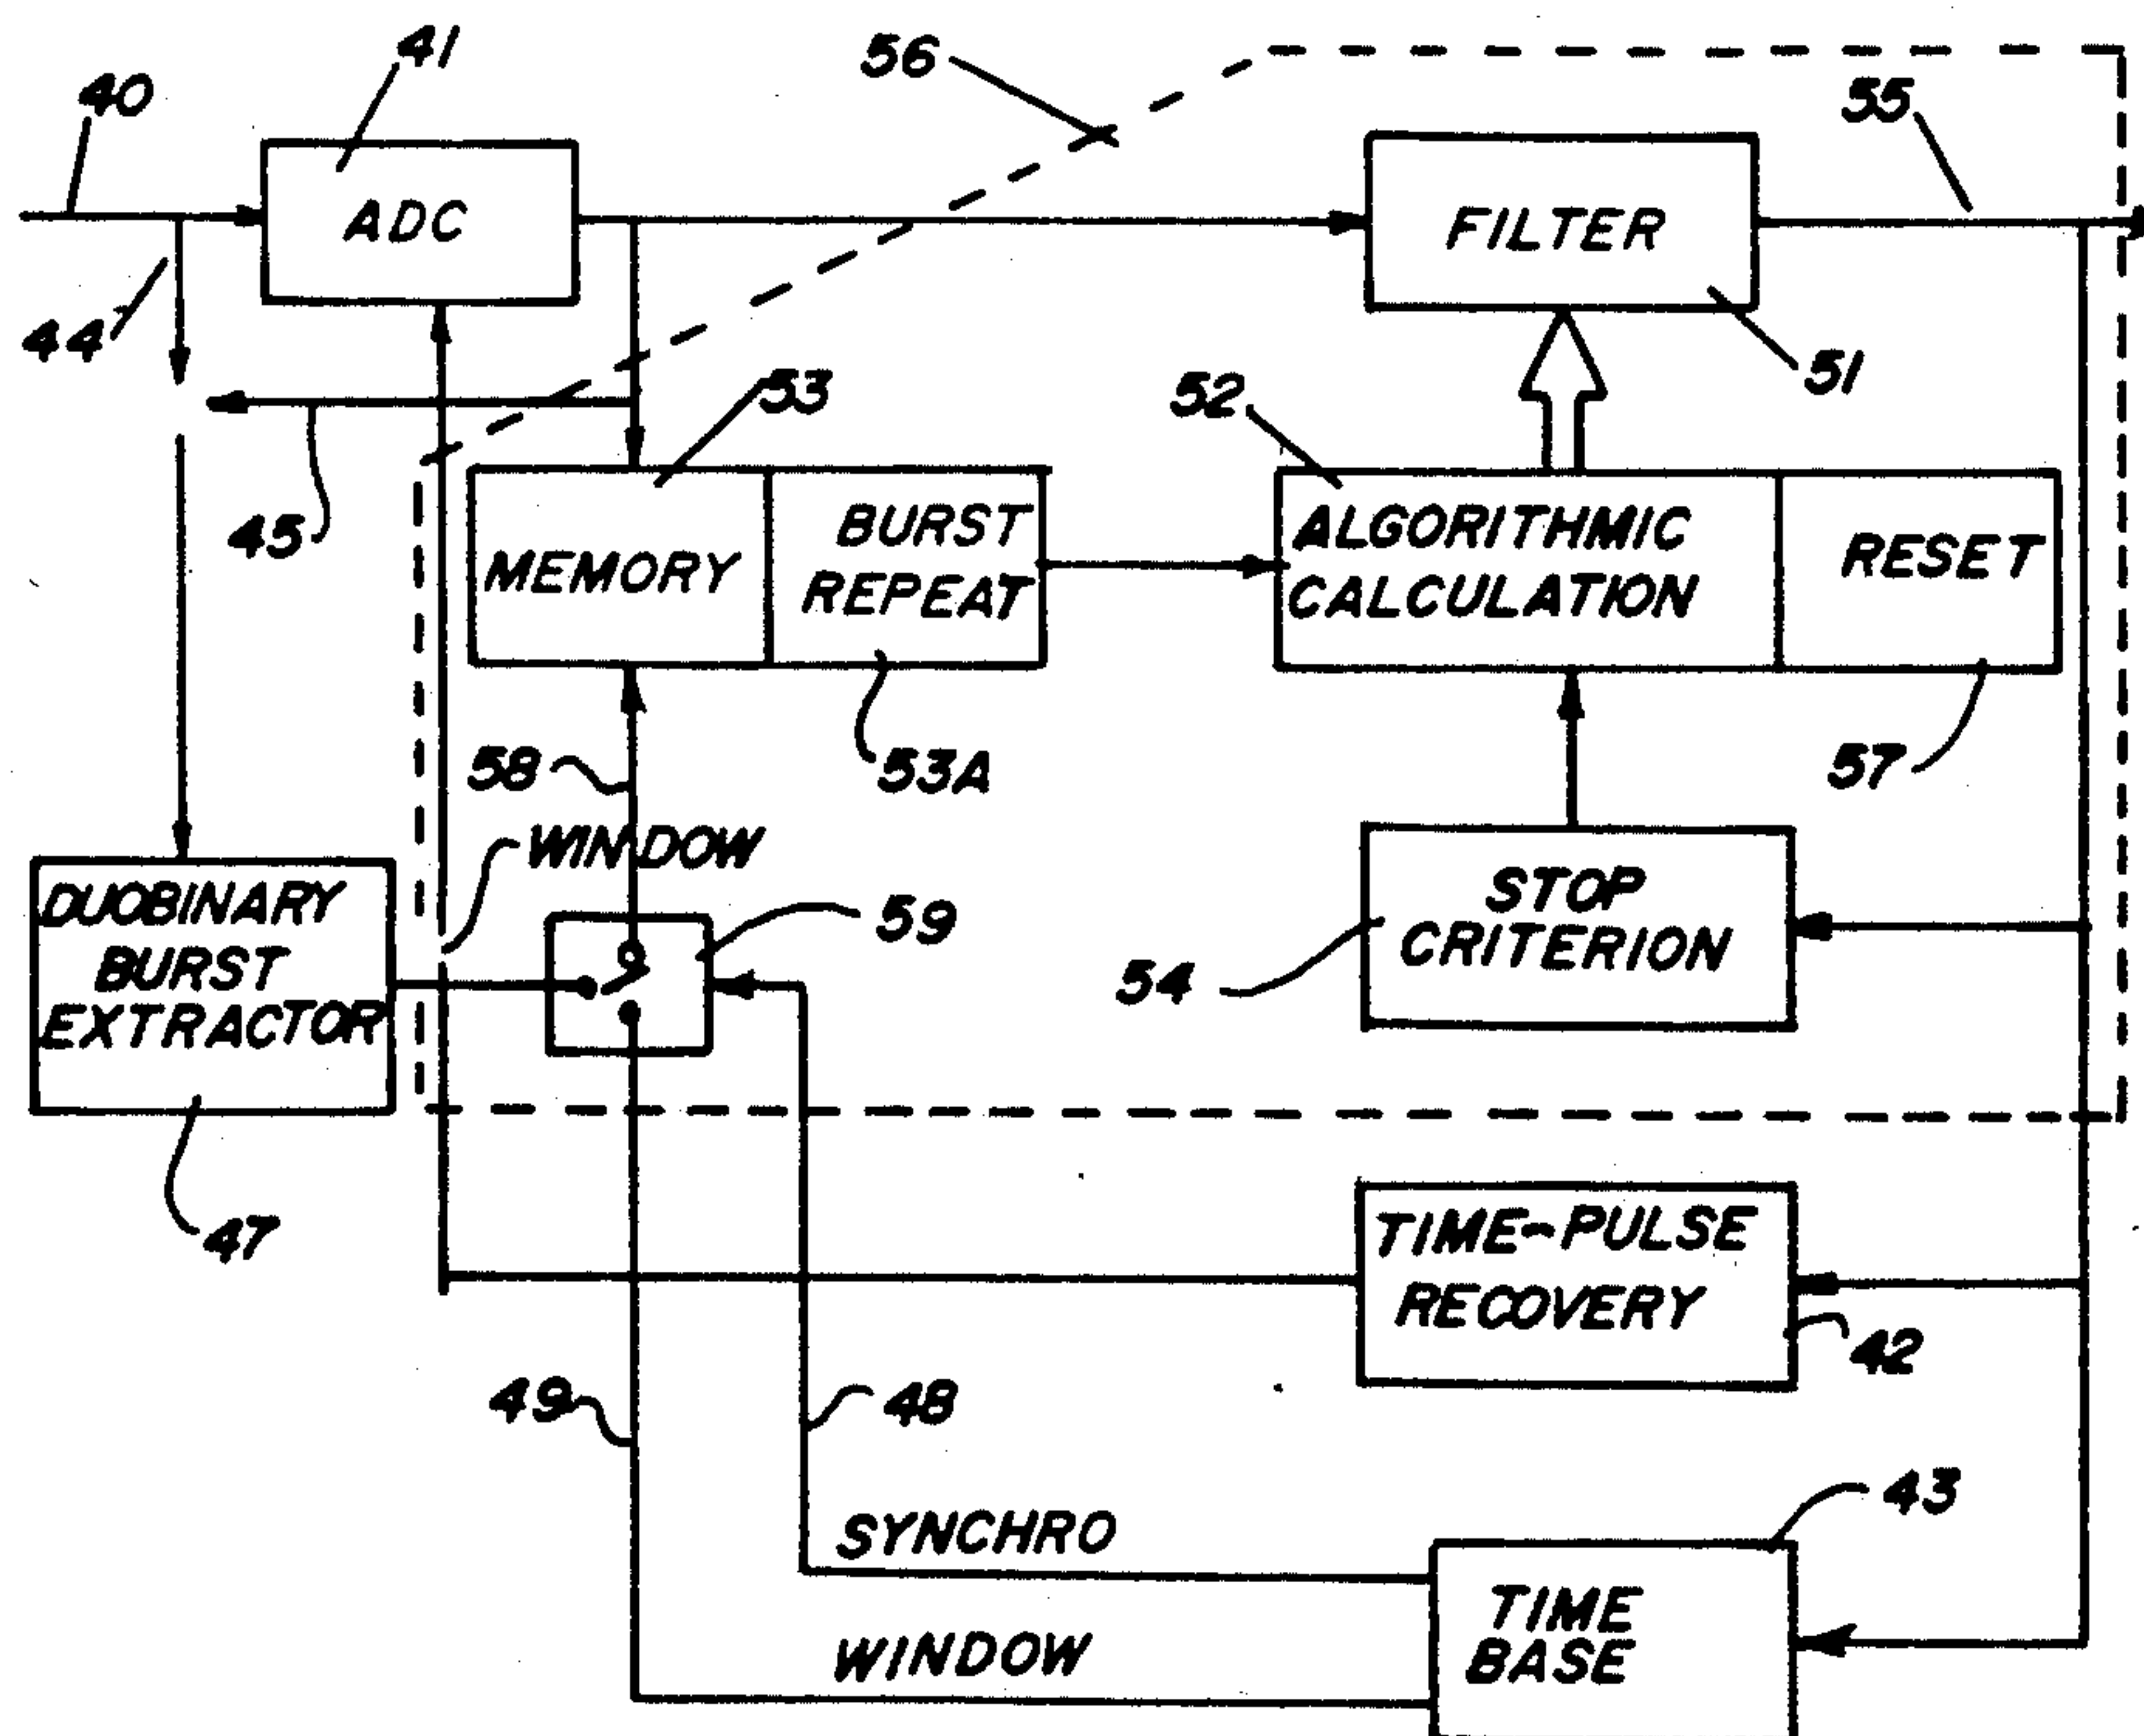 41
56
40
55
ADC
FILTER
44
53
52
51
45
MEMORY
BURST
REPEAT
ALGORITHMIC
CALCULATION
RESET
58
53A
57
WINDOW
DUOBINARY
BURST
EXTRACTOR
59
STOP
CRITERION
54
47
TIME-PULSE
RECOVERY
42
49
48
43
SYNCHRO
TIME
BASE
WINDOW